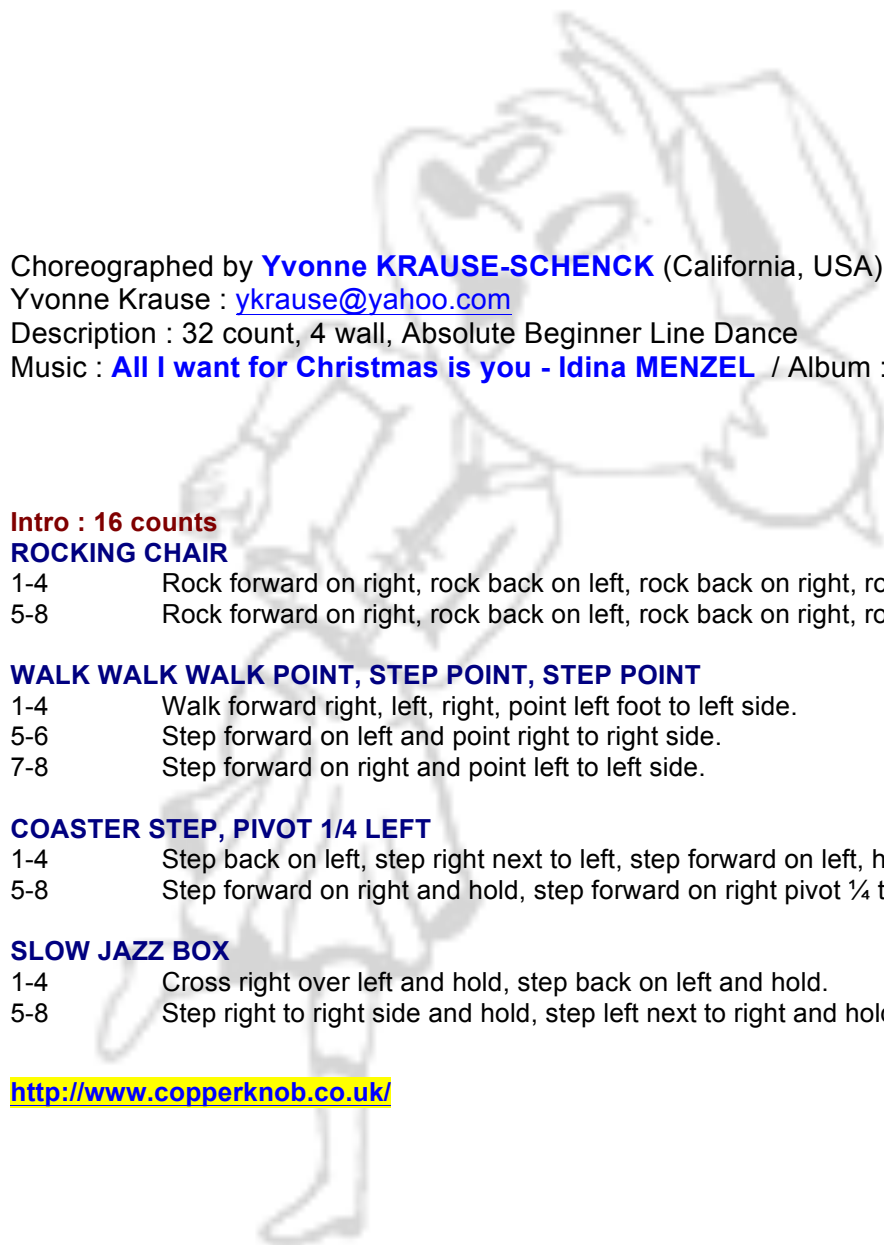 Choreographed by Yvonne KRAUSE-SCHENCK (California, USA)
Yvonne Krause : ykrause@yahoo.com
Description : 32 count, 4 wall, Absolute Beginner Line Dance
Music : All I want for Christmas is you - Idina MENZEL / Album :
Intro : 16 counts
ROCKING CHAIR
1-4 Rock forward on right, rock back on left, rock back on right,
5-8 Rock forward on right, rock back on left, rock back on right,
WALK WALK WALK POINT, STEP POINT, STEP POINT
1-4 Walk forward right, left, right, point left foot to left side.
5-6 Step forward on left and point right to right side.
7-8 Step forward on right and point left to left side.
COASTER STEP, PIVOT 1/4 LEFT
1-4 Step back on left, step right next to left, step forward on left,
5-8 Step forward on right and hold, step forward on right pivot ¼
SLOW JAZZ BOX
1-4 Cross right over left and hold, step back on left and hold.
5-8 Step right to right side and hold, step left next to right and
http://www.copperknob.co.uk/